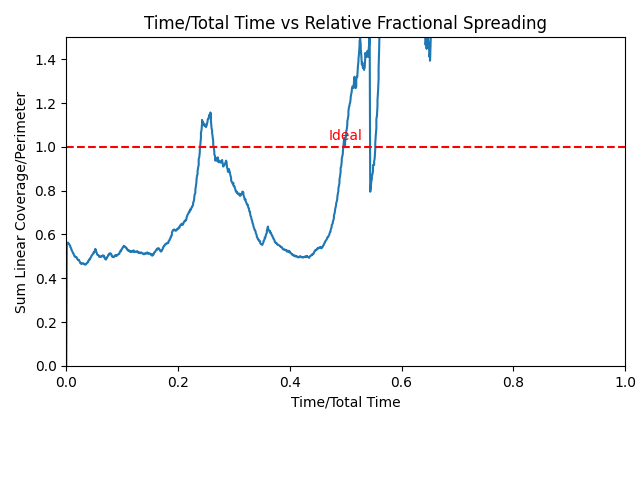 Time/Total Time vs Relative Fractional Spreading
Sum Linear Coverage/Perimeter
1.4
1.2
1.0
0.8
0.6
0.4
0.2
0.0
Ideal
0.0 0.2 0.4 0.6 0.8 1.0
Time/Total Time